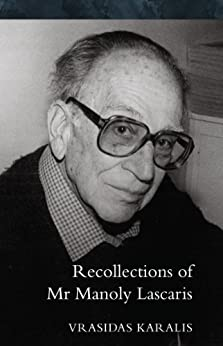 Recollections of
Mr Manoly Lascaris
VRASIDAS KARALIS